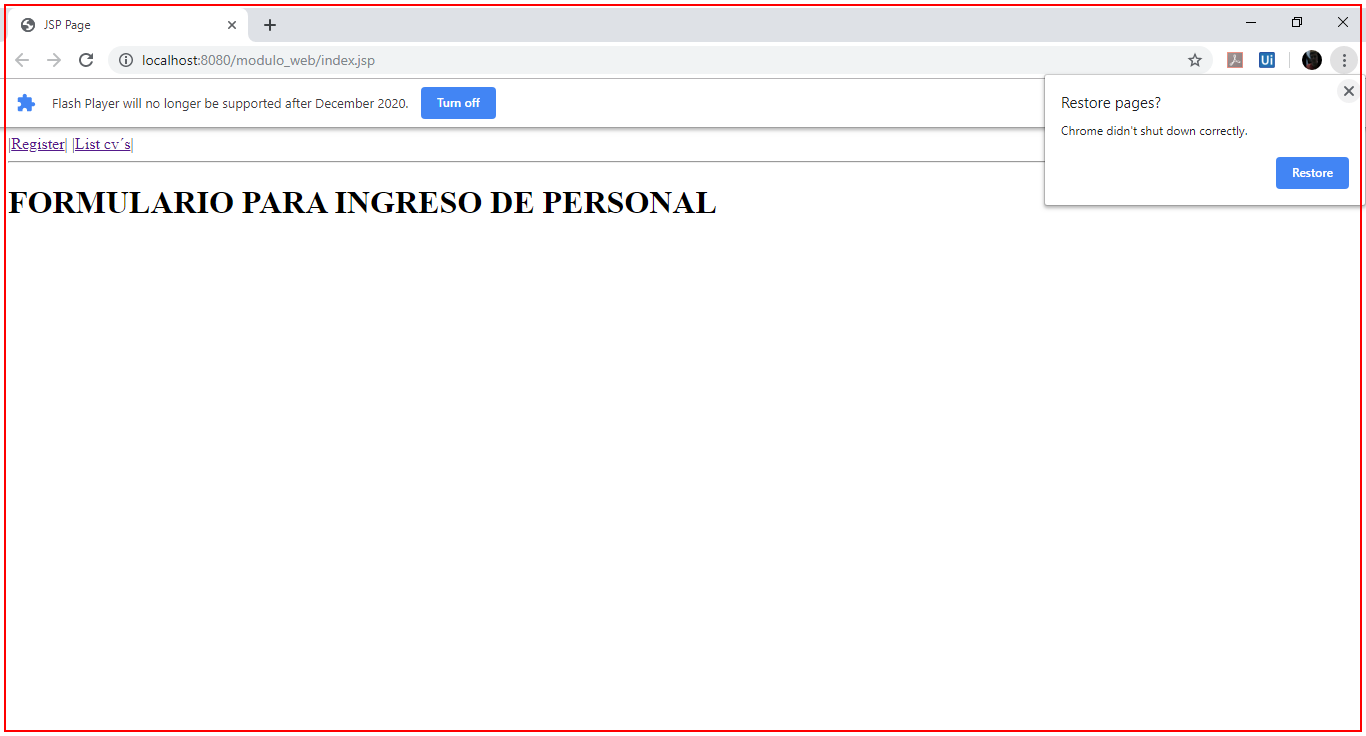 JSP Page
localhost:8080/modulo_web/index.jsp
Ui
Flash Player will no longer be supported after December 2020. Turn off
Restore pages?
Chrome didn't shut down correctly.
Restore
|Register| |List cv´s|
FORMULARIO PARA INGRESO DE PERSONAL